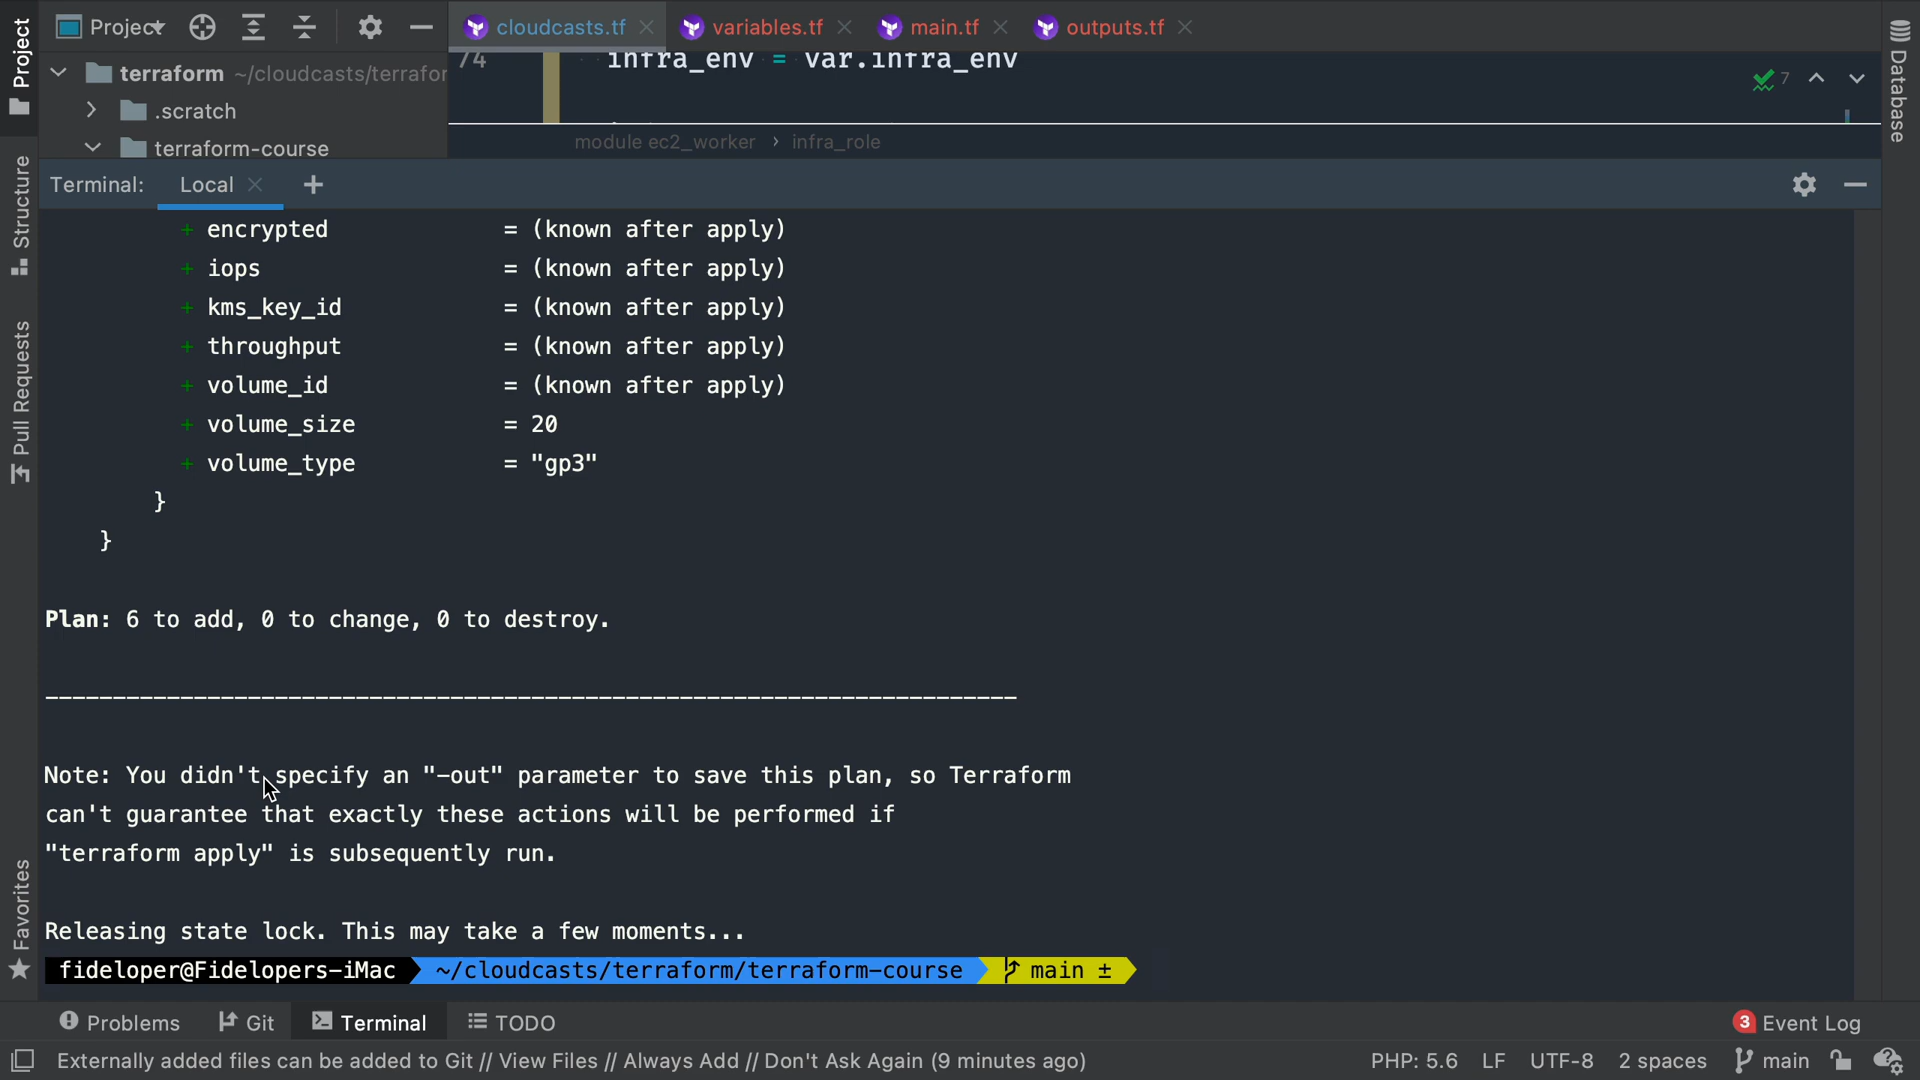 Project
cloudcasts.tf
variables.tf
main.tf
outputs.tf
terraform ~/cloudcasts/terrafor
.scratch
terraform-course
74 infra_env = var.infra_env
7
module ec2_worker › infra_role
Terminal: Local +
+ encrypted = (known after apply)
+ iops = (known after apply)
+ kms_key_id = (known after apply)
+ throughput = (known after apply)
+ volume_id = (known after apply)
+ volume_size = 20
+ volume_type = "gp3"
}
}
Plan: 6 to add, 0 to change, 0 to destroy.
------------------------------------------------------------------------
Note: You didn't specify an "-out" parameter to save this plan, so Terraform
can't guarantee that exactly these actions will be performed if
"terraform apply" is subsequently run.
Releasing state lock. This may take a few moments...
fideloper@Fidelopers-iMac ~/cloudcasts/terraform/terraform-course main ±
Project
Structure
Pull Requests
Favorites
Database
Problems
Git
Terminal
TODO
3 Event Log
Externally added files can be added to Git // View Files // Always Add // Don't Ask Again (9 minutes ago)
PHP: 5.6 LF UTF-8 2 spaces main